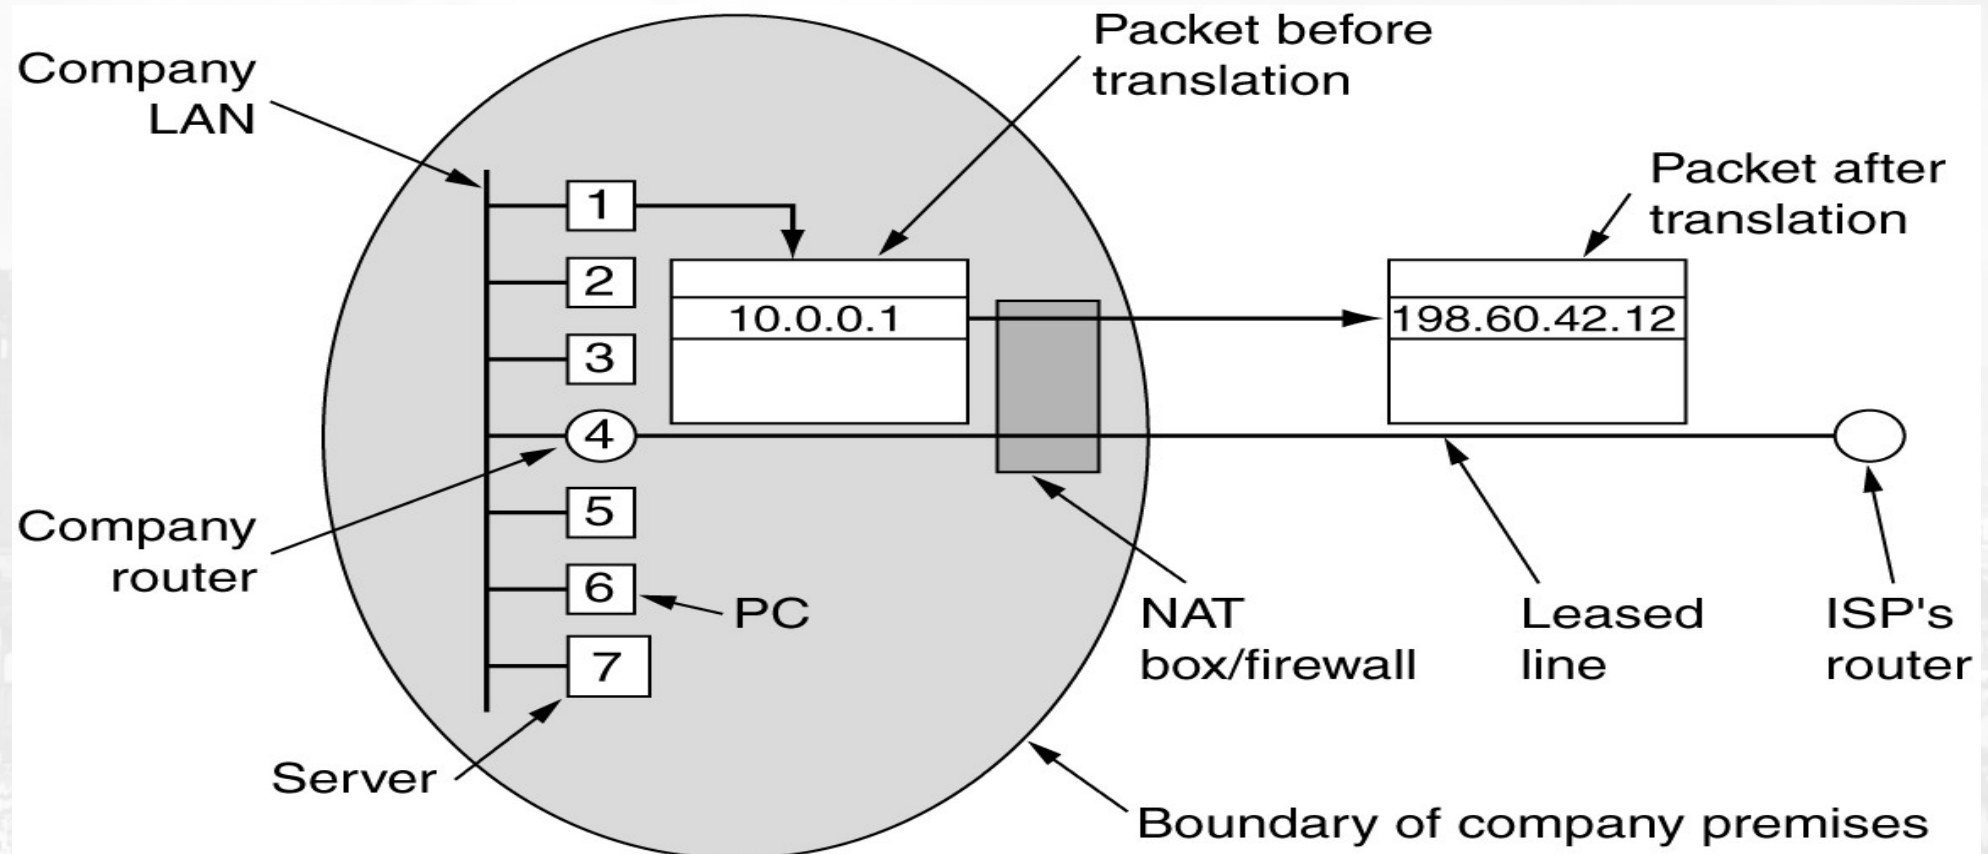 Packet before
translation
Company
LAN
Packet after
translation
1
2
3
4
5
6
7
10.0.0.1
198.60.42.12
Company
router
PC
NAT
box/firewall
Leased
line
ISP's
router
Server
Boundary of company premises